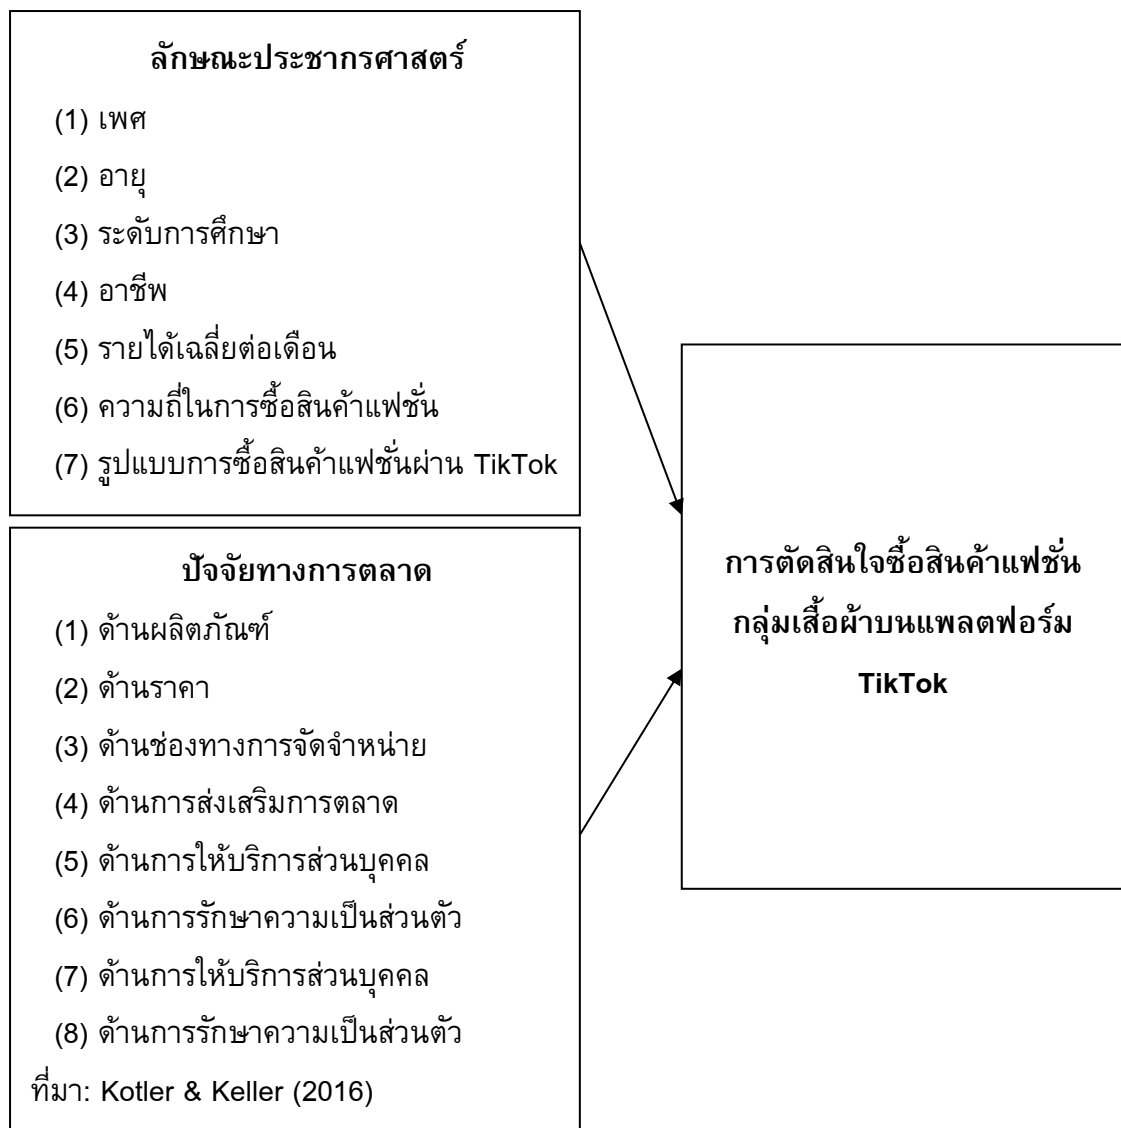 ลักษณะประชากรศาสตร์
(1) เพศ
(2) อายุ
(3) ระดับการศึกษา
(4) อาชีพ
(5) รายได้เฉลี่ยต่อเดือน
(6) ความถี่ในการซื้อสินค้าแฟชั่น
(7) รูปแบบการซื้อสินค้าแฟชั่นผ่าน TikTok
ปัจจัยทางการตลาด
(1) ด้านผลิตภัณฑ์
(2) ด้านราคา
(3) ด้านช่องทางการจัดจำหน่าย
(4) ด้านการส่งเสริมการตลาด
(5) ด้านการให้บริการส่วนบุคคล
(6) ด้านการรักษาความเป็นส่วนตัว
(7) ด้านการให้บริการส่วนบุคคล
(8) ด้านการรักษาความเป็นส่วนตัว
ที่มา: Kotler & Keller (2016)
การตัดสินใจซื้อสินค้าแฟชั่น
กลุ่มเสื้อผ้าบนแพลตฟอร์ม
TikTok